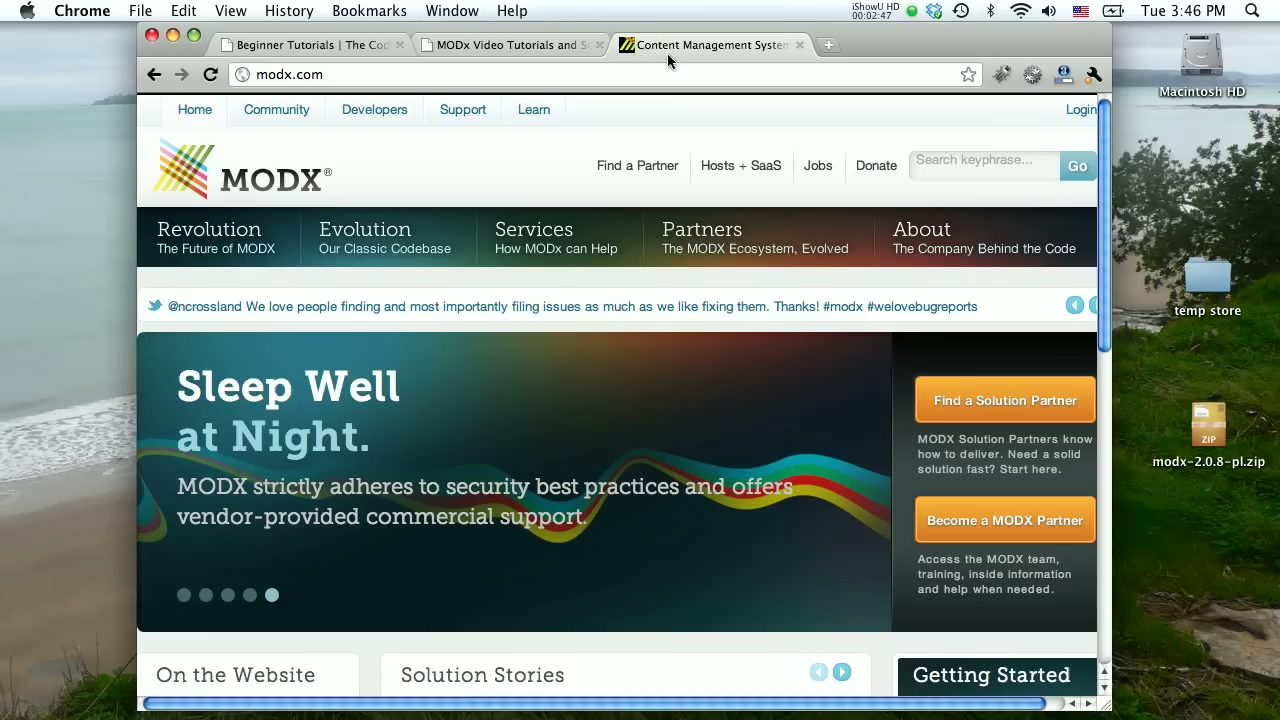 Chrome File Edit View History Bookmarks Window Help
iShowU HD
00:02:47
Tue 3:46 PM
Beginner Tutorials | The Cod
MODx Video Tutorials and Sc
Content Management System
modx.com
Home Community Developers Support Learn Login
MODX®
Find a Partner Hosts + SaaS Jobs Donate Search keyphrase... Go
Revolution
The Future of MODX
Evolution
Our Classic Codebase
Services
How MODx can Help
Partners
The MODX Ecosystem, Evolved
About
The Company Behind the Code
@ncrossland We love people finding and most importantly filing issues as much as we like fixing them. Thanks! #modx #welovebugreports
Sleep Well
at Night.
MODX strictly adheres to security best practices and offers
vendor-provided commercial support.
Find a Solution Partner
MODX Solution Partners know
how to deliver. Need a solid
solution fast? Start here.
Become a MODX Partner
Access the MODX team,
training, inside information
and help when needed.
On the Website
Solution Stories
Getting Started
Macintosh HD
temp store
ZIP
modx-2.0.8-pl.zip